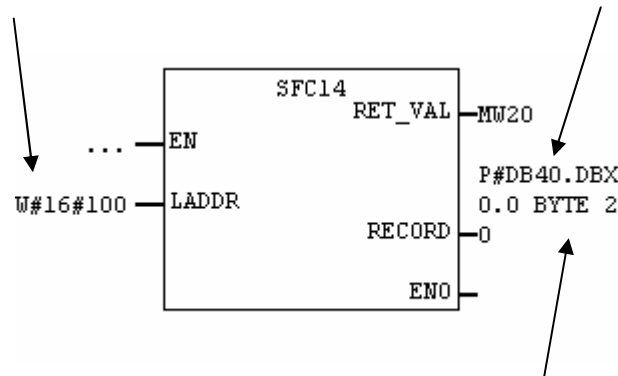 SFC14
RET_VAL
MW20
...
EN
P#DB40.DBX
W#16#100
LADDR
0.0 BYTE 2
RECORD
0
ENO